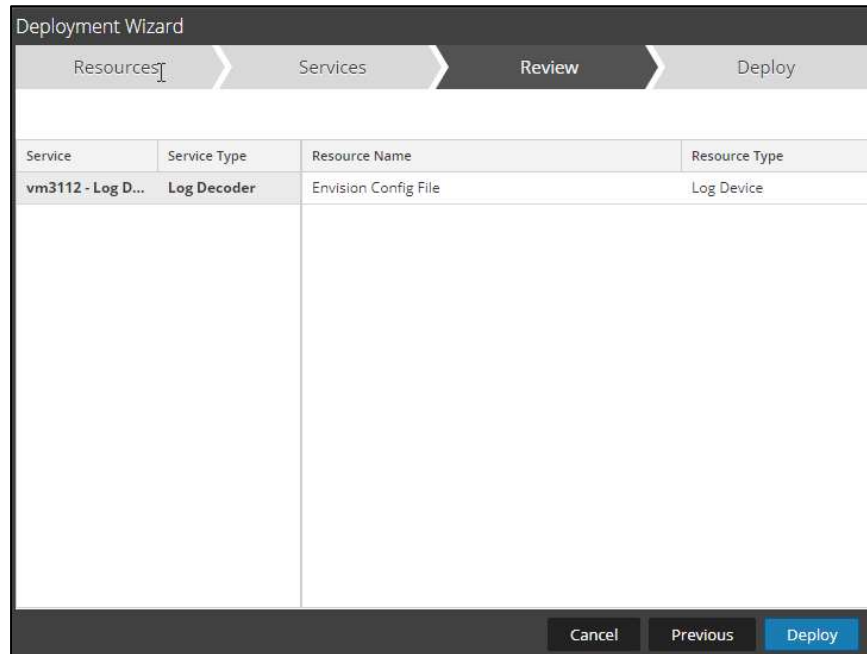 Deployment Wizard
Resources Services Review Deploy
Service Service Type Resource Name Resource Type
vm3112 - Log D... Log Decoder Envision Config File Log Device
Cancel Previous Deploy